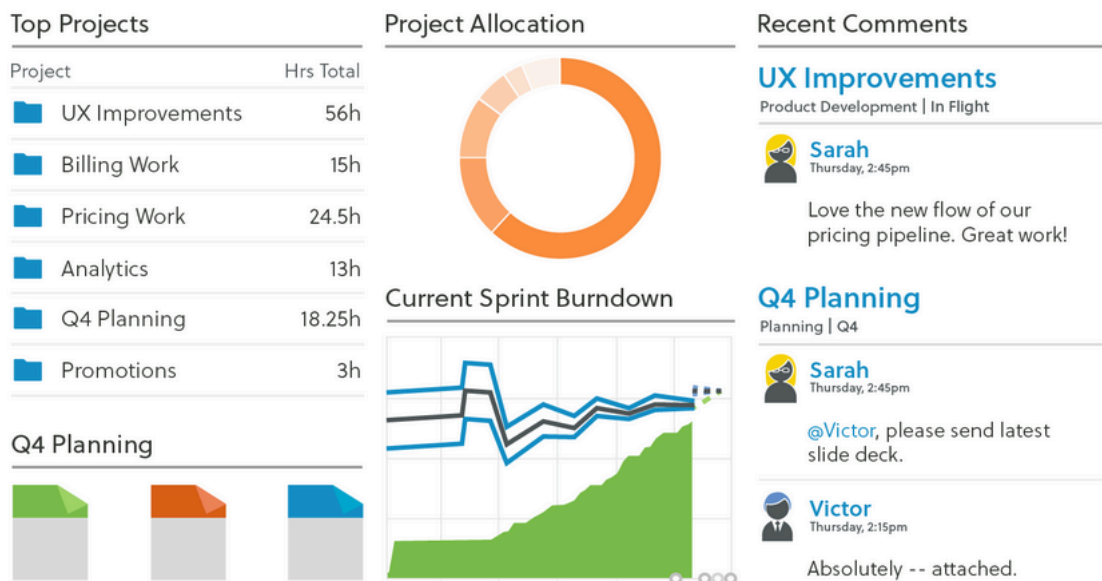 Top Projects
Project Hrs Total
UX Improvements 56h
Billing Work 15h
Pricing Work 24.5h
Analytics 13h
Q4 Planning 18.25h
Promotions 3h
Q4 Planning
Project Allocation
Current Sprint Burndown
Recent Comments
UX Improvements
Product Development | In Flight
Sarah
Thursday, 2:45pm
Love the new flow of our
pricing pipeline. Great work!
Q4 Planning
Planning | Q4
Sarah
Thursday, 2:45pm
@Victor, please send latest
slide deck.
Victor
Thursday, 2:15pm
Absolutely -- attached.